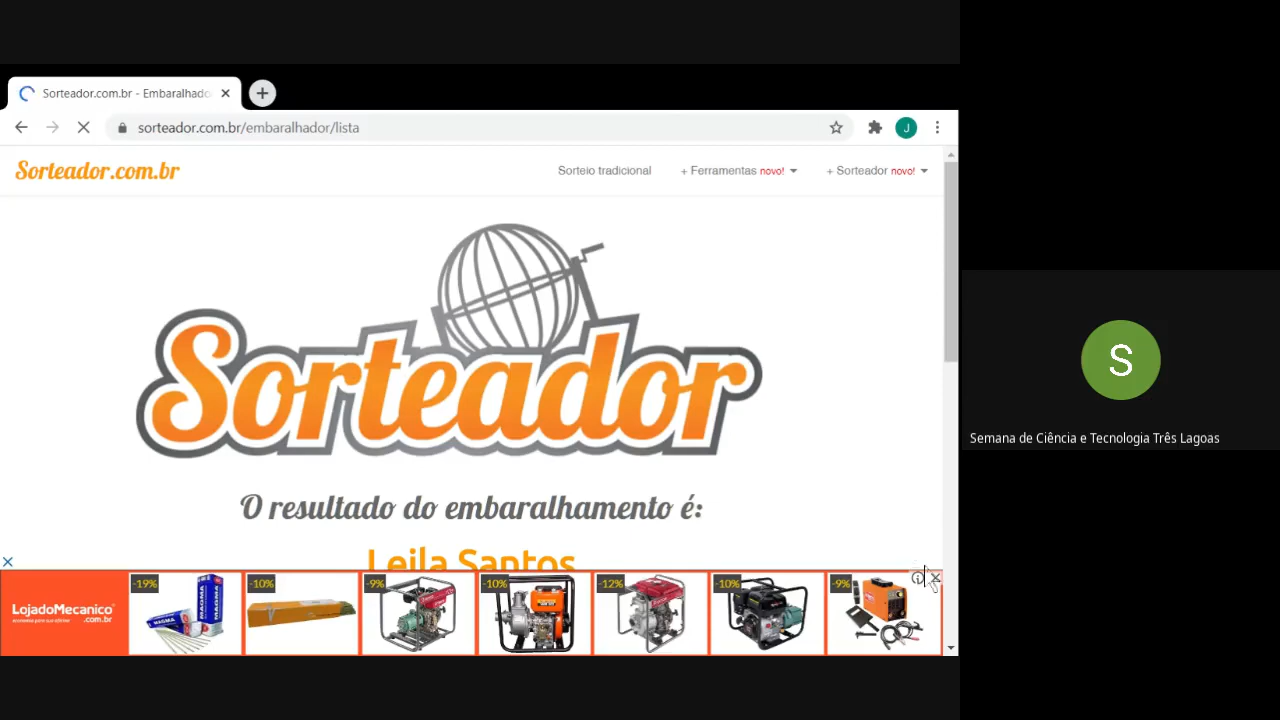 Sorteador.com.br - Embaralhado
sorteador.com.br/embaralhador/lista
J
Sorteador.com.br
Sorteio tradicional
+ Ferramentas novo!
+ Sorteador novo!
Sorteador
O resultado do embaralhamento é:
Leila Santos
S
Semana de Ciência e Tecnologia Três Lagoas
LojadoMecanico
.com.br
-19%
-10%
-9%
-10%
-12%
-10%
-9%